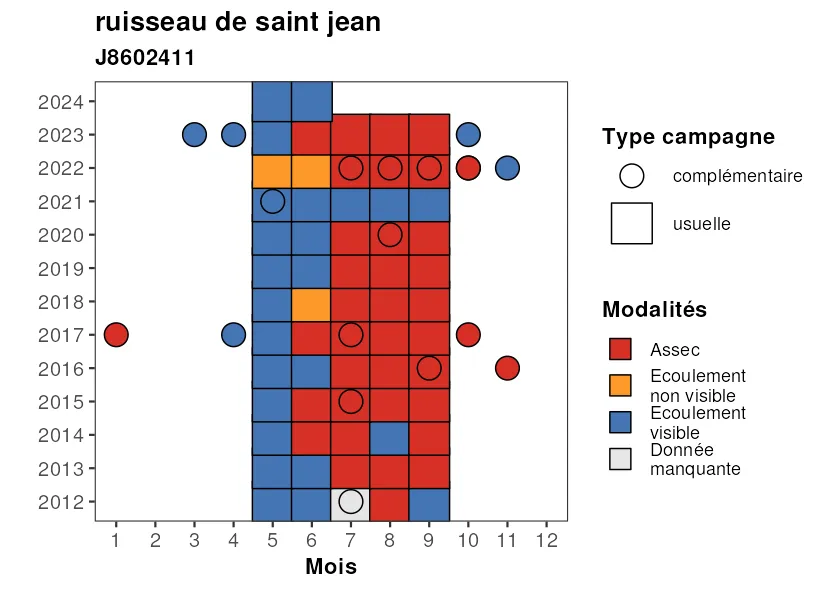 ruisseau de saint jean
J8602411
2024
2023
2022
2021
2020
2019
2018
2017
2016
2015
2014
2013
2012
1 2 3 4 5 6 7 8 9 10 11 12
Mois
Type campagne
complémentaire
usuelle
Modalités
Assec
Ecoulement
non visible
Ecoulement
visible
Donnée
manquante